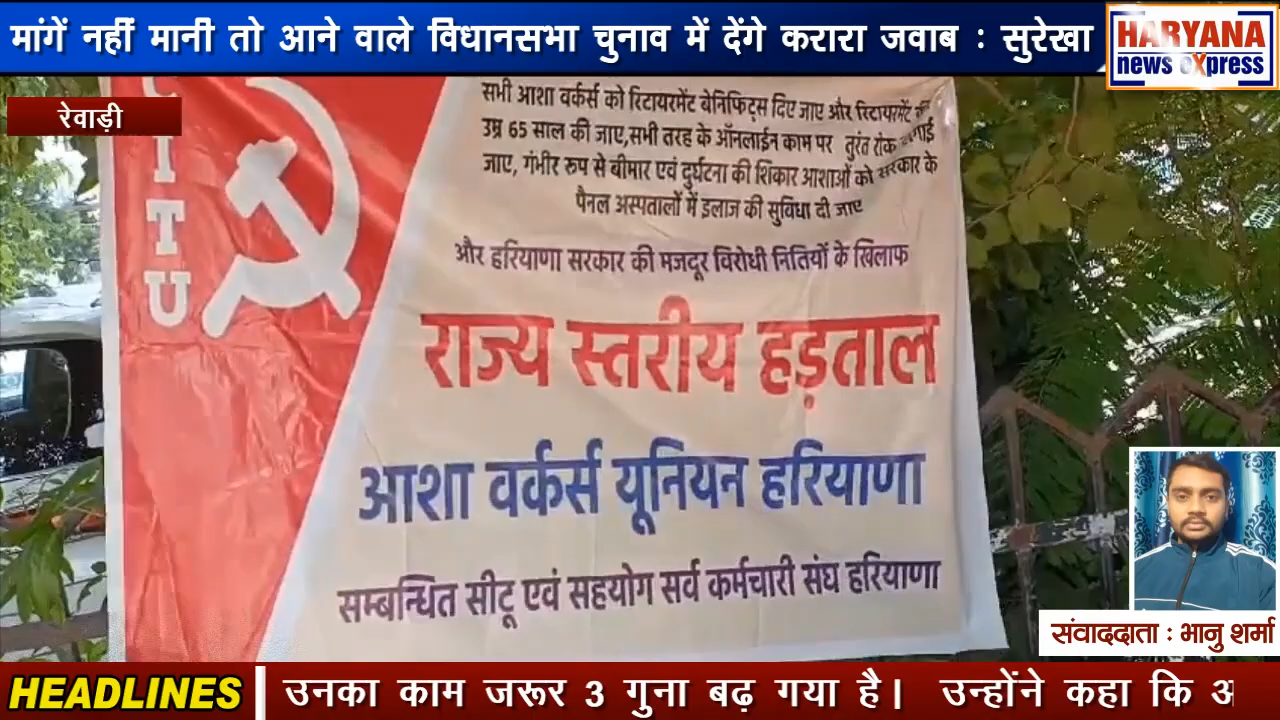 मांगें नहीं मानी तो आने वाले विधानसभा चुनाव में देंगे करारा जवाब : सुरेखा
HARYANA
news express
रेवाड़ी
CITU
सभी आशा वर्कर्स को रिटायरमेंट बेनिफिट्स दिए जाए और रिटायरमेंट की
उम्र 65 साल की जाए,सभी तरह के ऑनलाईन काम पर तुरंत रोक लगाई
जाए, गंभीर रूप से बीमार एवं दुर्घटना की शिकार आशाओं को सरकार के
पैनल अस्पतालों में इलाज की सुविधा दी जाए
और हरियाणा सरकार की मजदूर विरोधी नितियों के खिलाफ
राज्य स्तरीय हड़ताल
आशा वर्कर्स यूनियन हरियाणा
सम्बन्धित सीटू एवं सहयोग सर्व कर्मचारी संघ हरियाणा
संवाददाता : भानु शर्मा
HEADLINES
उनका काम जरूर 3 गुना बढ़ गया है। उन्होंने कहा कि